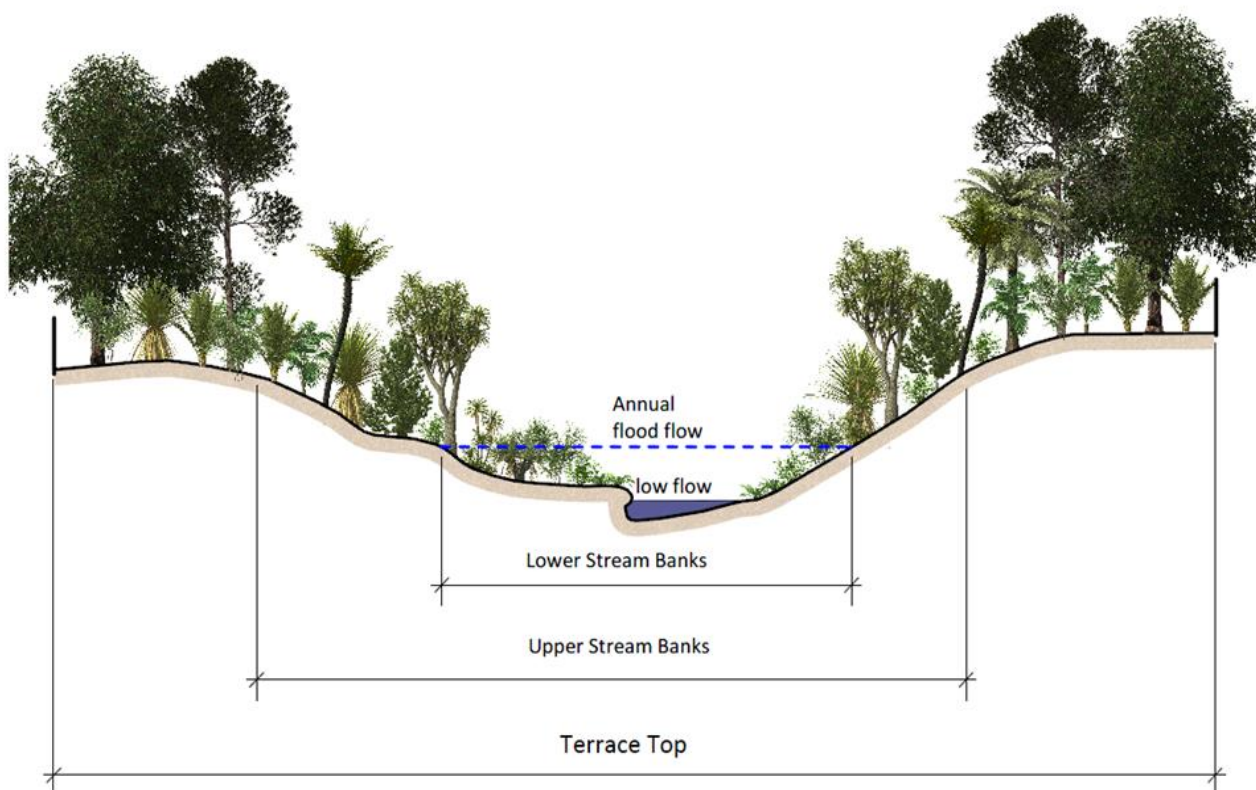 Annual
flood flow
low flow
Lower Stream Banks
Upper Stream Banks
Terrace Top